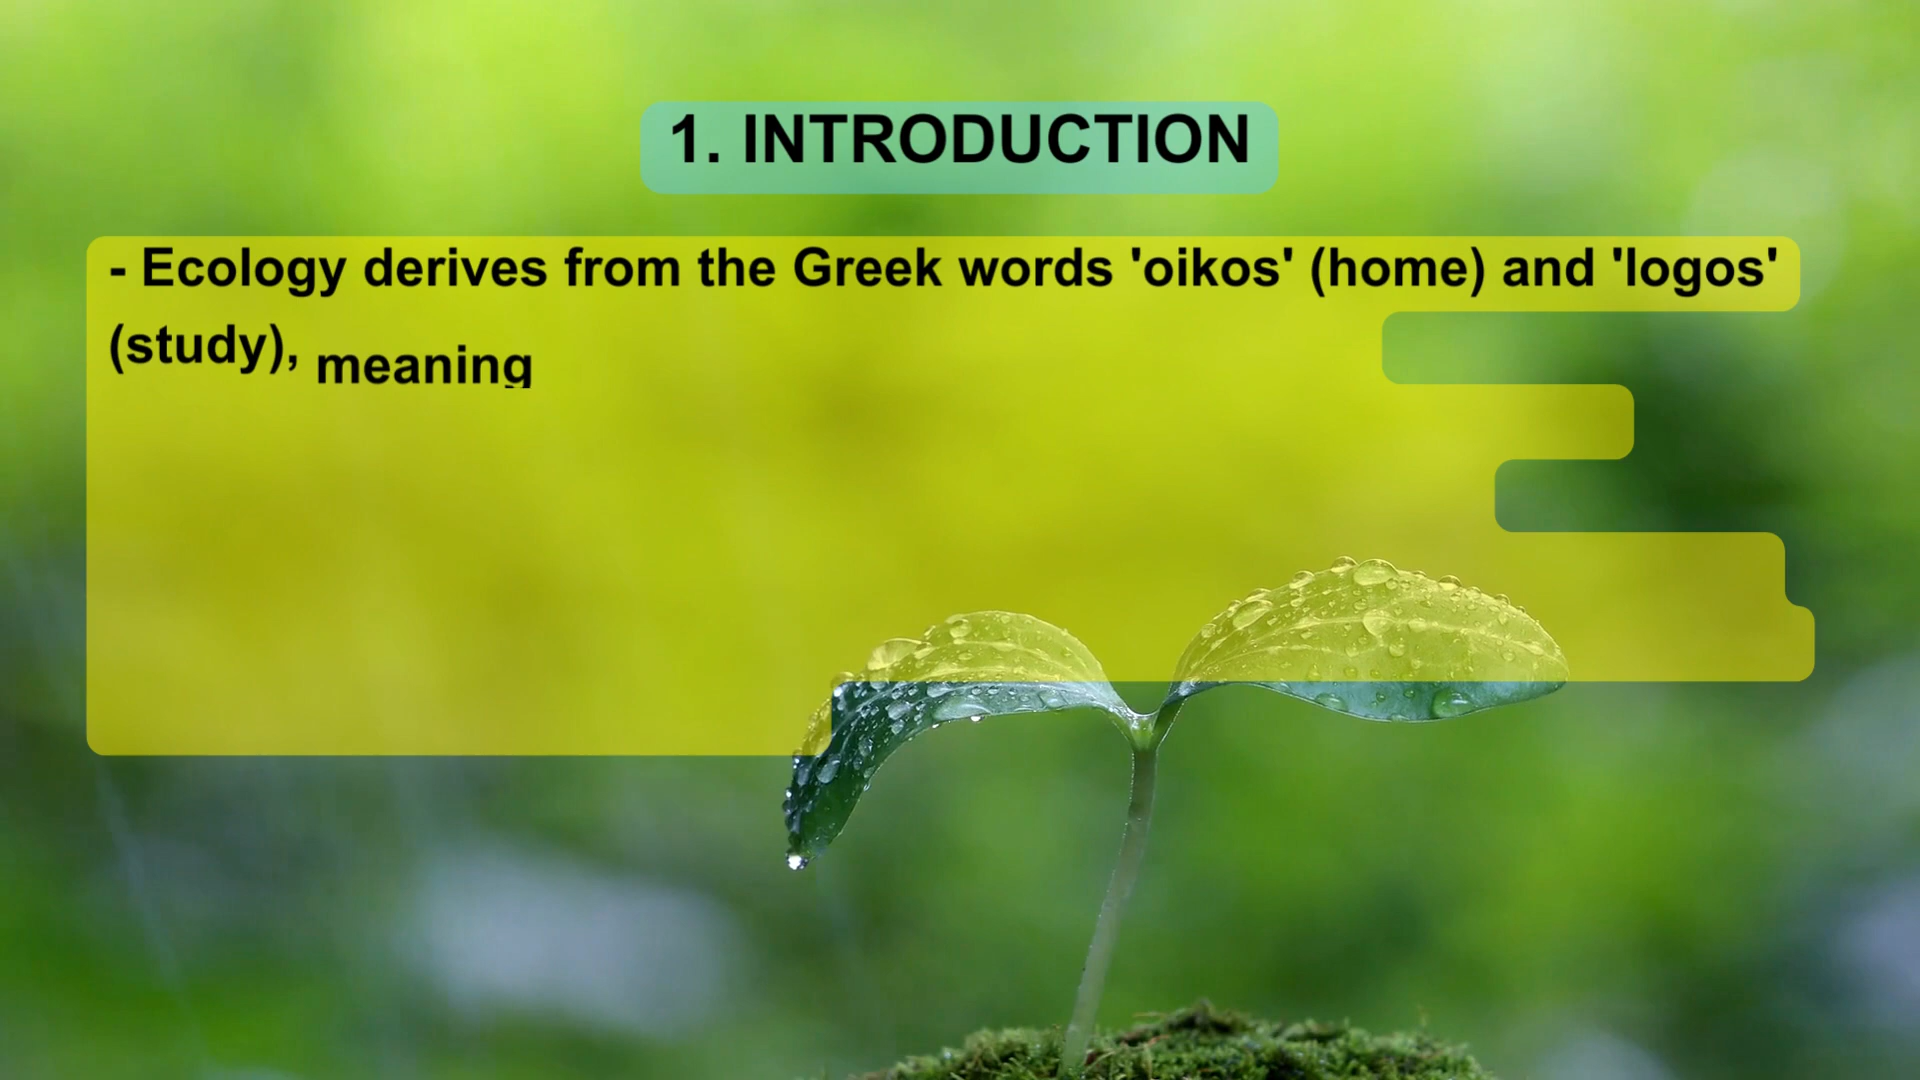 1. INTRODUCTION
- Ecology derives from the Greek words 'oikos' (home) and 'logos'
(study), meaning